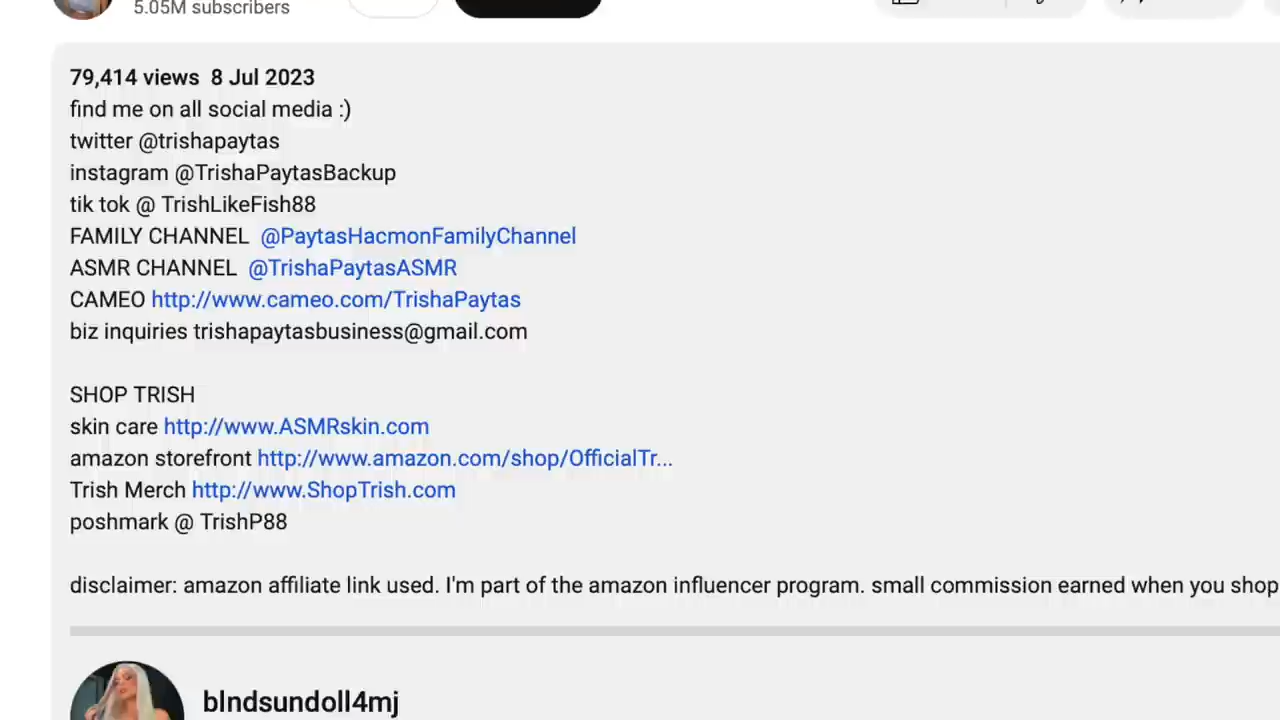 5.05M subscribers
79,414 views 8 Jul 2023
find me on all social media :)
twitter @trishapaytas
instagram @TrishaPaytasBackup
tik tok @ TrishLikeFish88
FAMILY CHANNEL @PaytasHacmonFamilyChannel
ASMR CHANNEL @TrishaPaytasASMR
CAMEO http://www.cameo.com/TrishaPaytas
biz inquiries trishapaytasbusiness@gmail.com
SHOP TRISH
skin care http://www.ASMRskin.com
amazon storefront http://www.amazon.com/shop/OfficialTr...
Trish Merch http://www.ShopTrish.com
poshmark @ TrishP88
disclaimer: amazon affiliate link used. I'm part of the amazon influencer program. small commission earned when you shop
blndsundoll4mj